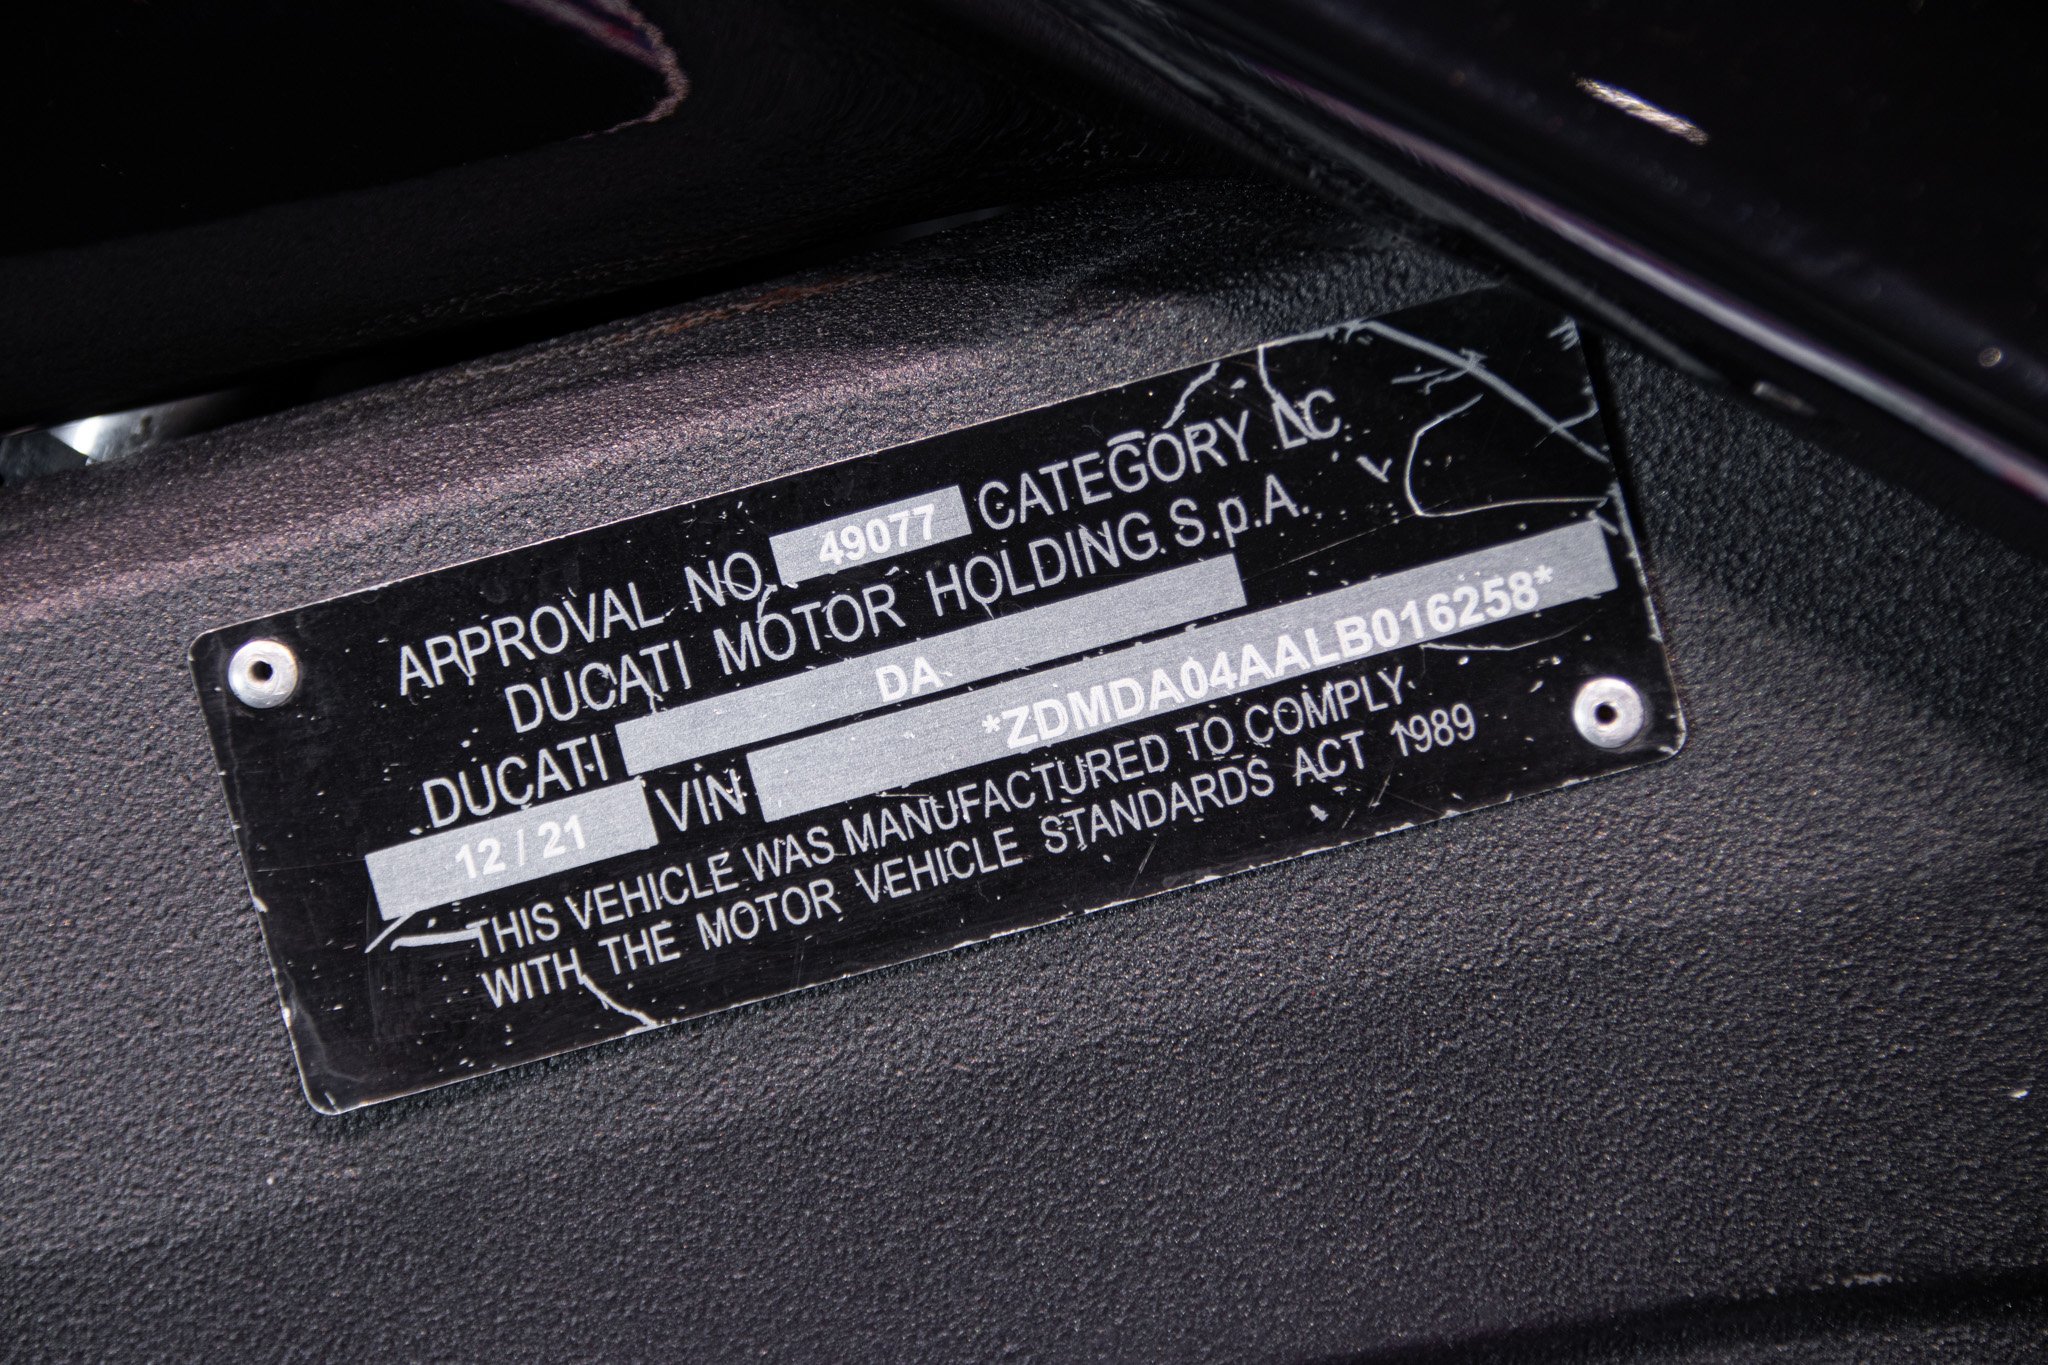 APPROVAL NO. 49077 CATEGORY LC
DUCATI MOTOR HOLDING S.p.A.
DUCATI DA
12 / 21 VIN *ZDMDA04AALB016258*
THIS VEHICLE WAS MANUFACTURED TO COMPLY
WITH THE MOTOR VEHICLE STANDARDS ACT 1989